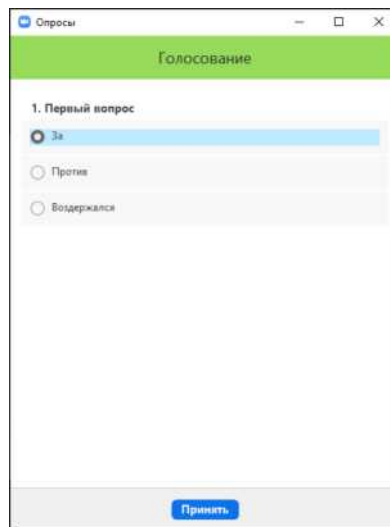 Опросы
Голосование
1. Первый вопрос
За
Против
Воздержался
Принять